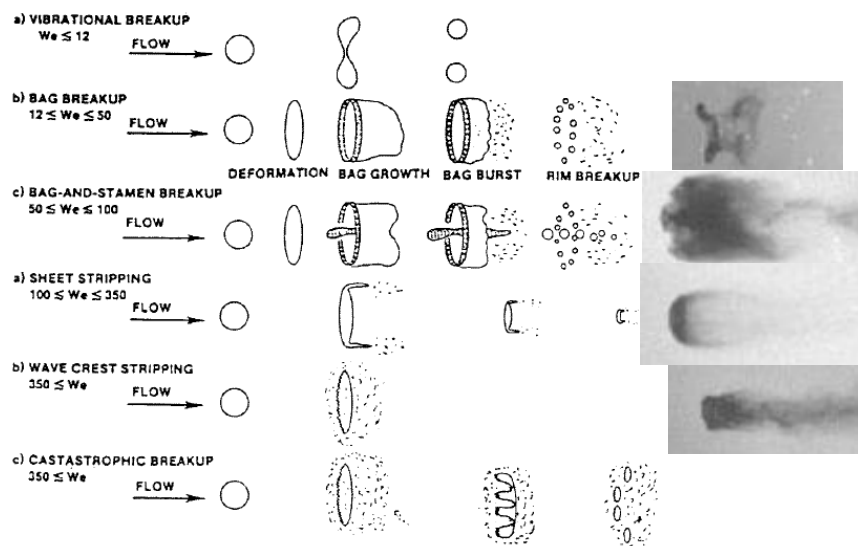 a) VIBRATIONAL BREAKUP
We ≤ 12
FLOW
b) BAG BREAKUP
12 ≤ We ≤ 50
FLOW
DEFORMATION BAG GROWTH BAG BURST RIM BREAKUP
c) BAG-AND-STAMEN BREAKUP
50 ≤ We ≤ 100
FLOW
a) SHEET STRIPPING
100 ≤ We ≤ 350
FLOW
b) WAVE CREST STRIPPING
350 ≤ We
FLOW
c) CASTASTROPHIC BREAKUP
350 ≤ We
FLOW